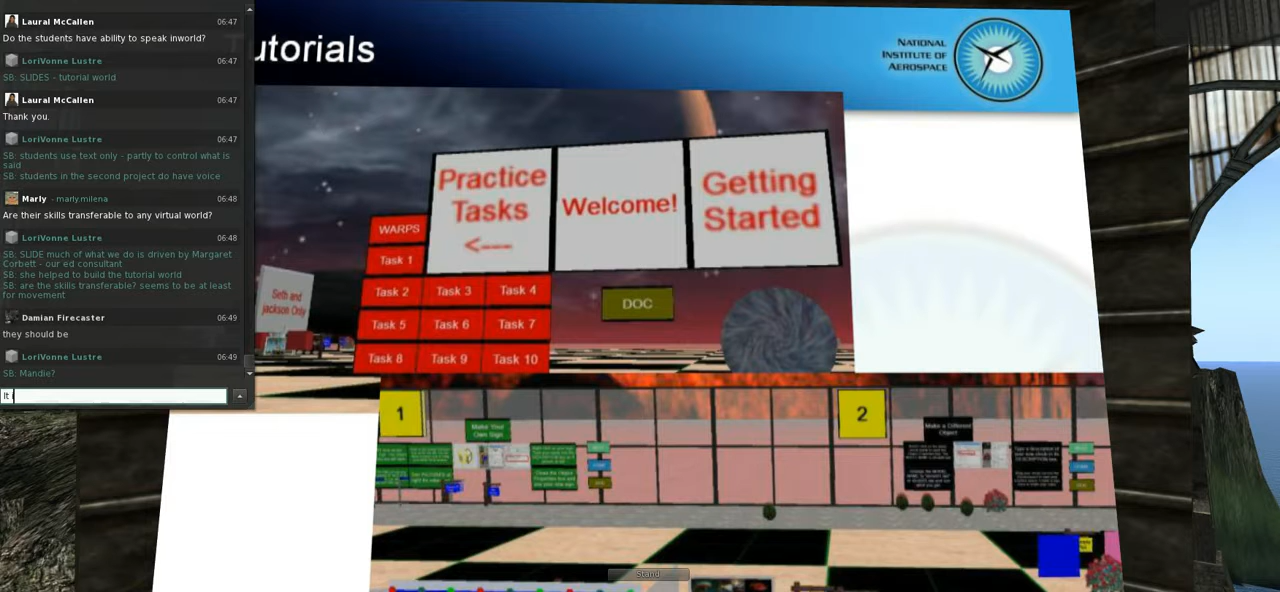 Laural McCallen 06:47
Do the students have ability to speak inworld?
LoriVonne Lustre 06:47
SB: SLIDES - tutorial world
Laural McCallen 06:47
Thank you.
LoriVonne Lustre 06:47
SB: students use text only - partly to control what is
said
SB: students in the second project do have voice
Marly - marly.milena 06:48
Are their skills transferable to any virtual world?
LoriVonne Lustre 06:48
SB: SLIDE much of what we do is driven by Margaret
Corbett - our ed consultant
SB: she helped to build the tutorial world
SB: are the skills transferable? seems to be at least
for movement
Damian Firecaster 06:49
they should be
LoriVonne Lustre 06:49
SB: Mandie?
It i
utorials
NATIONAL
INSTITUTE OF
AEROSPACE
Practice
Tasks
<---
Welcome!
Getting
Started
WARPS
Task 1
Task 2 Task 3 Task 4
Task 5 Task 6 Task 7
Task 8 Task 9 Task 10
DOC
Seth and
jackson Only
1
2
Make Your
Own Sign
Make a Different
Object
Stand